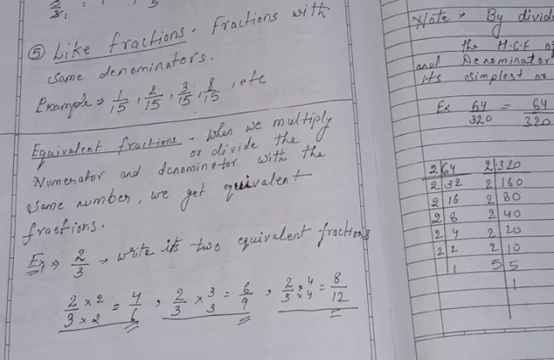 ⑤ Like fractions - fractions with
same denominators.
Example ⇒ 1/15, 2/15, 3/15, 8/15, etc
Equivalent fractions - When we multiply
or divide the
Numerator and denominator with the
same number, we get equivalent
fractions.
Ex ⇒ 2/3 → write its two equivalent fractions
2/3 × 2/2 = 4/6, 2/3 × 3/3 = 6/9, 2/3 × 4/4 = 8/12
Note * By divid
the H.C.F of
and Denominator
its simplest
Ex 64/320 = 64/320
2 64 2 320
2 32 2 160
2 16 2 80
2 8 2 40
2 4 2 20
2 2 2 10
1 5 5
1